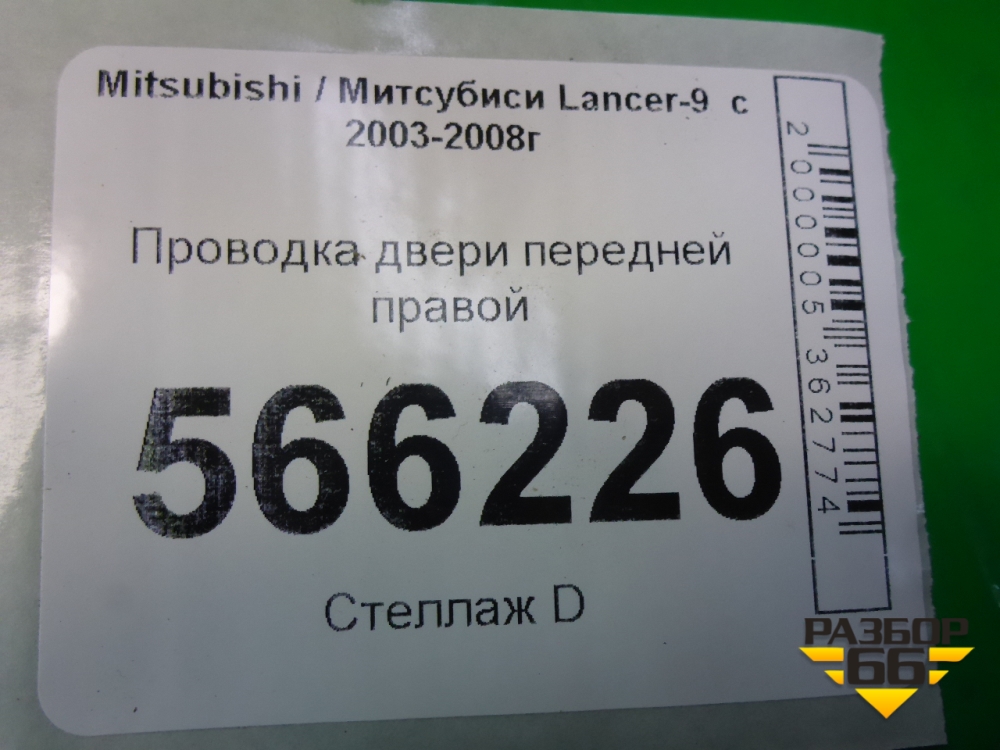 Mitsubishi / Митсубиси Lancer-9 с
2003-2008г
Проводка двери передней
правой
566226
Стеллаж D
2000005362774
РАЗБОР
66